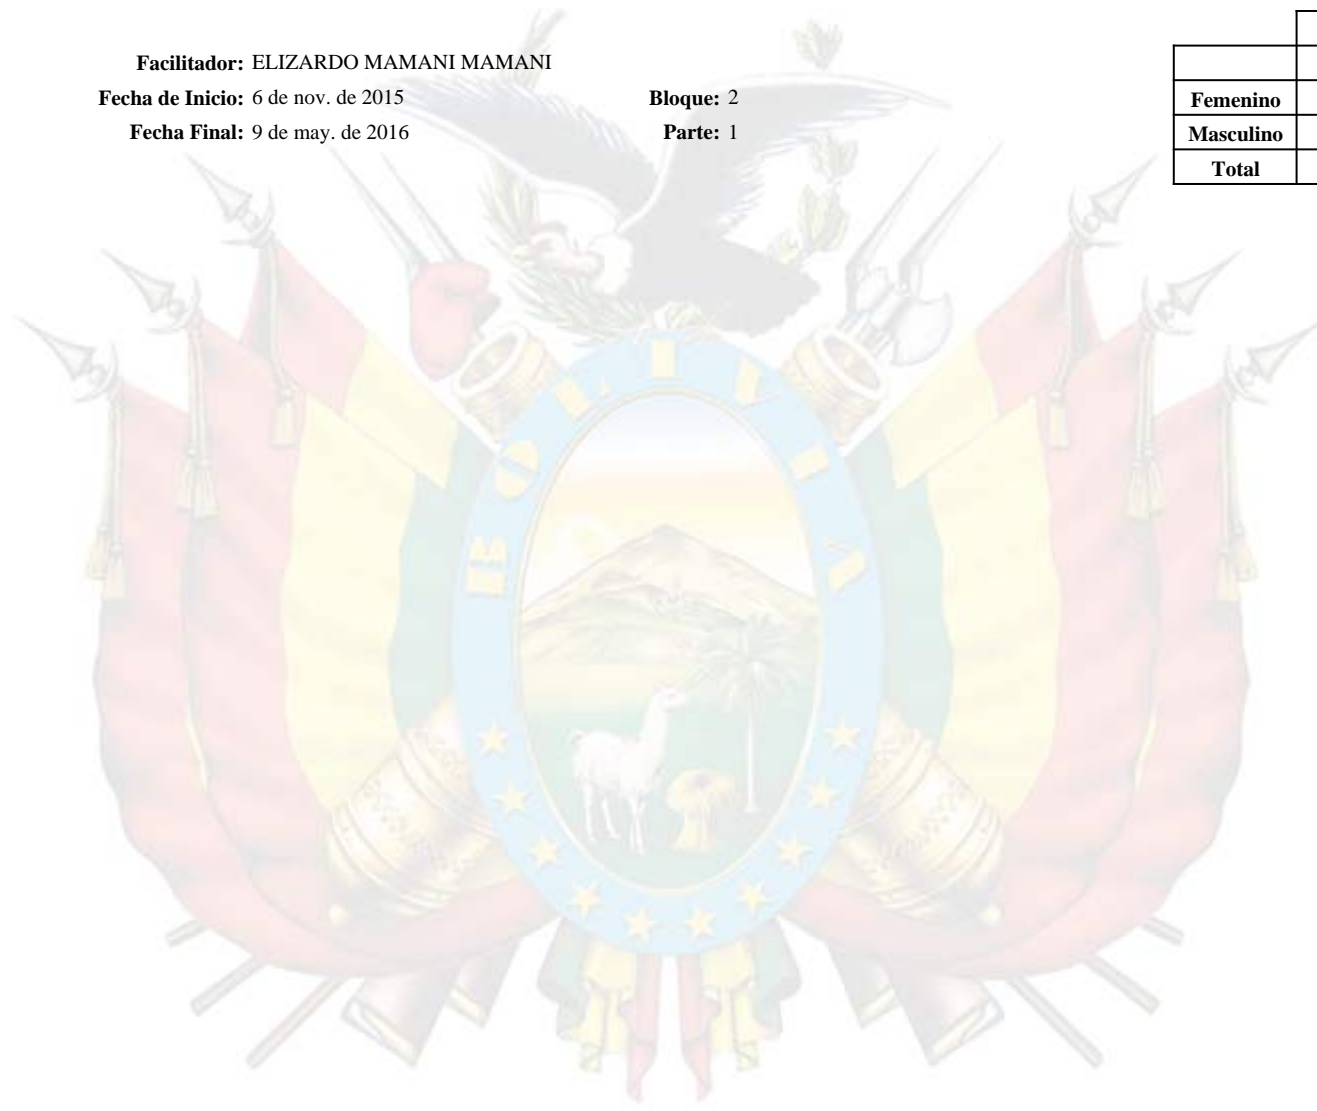 Facilitador: ELIZARDO MAMANI MAMANI
Fecha de Inicio: 6 de nov. de 2015 Bloque: 2
Fecha Final: 9 de may. de 2016 Parte: 1
Femenino
Masculino
Total
BOLIVIA